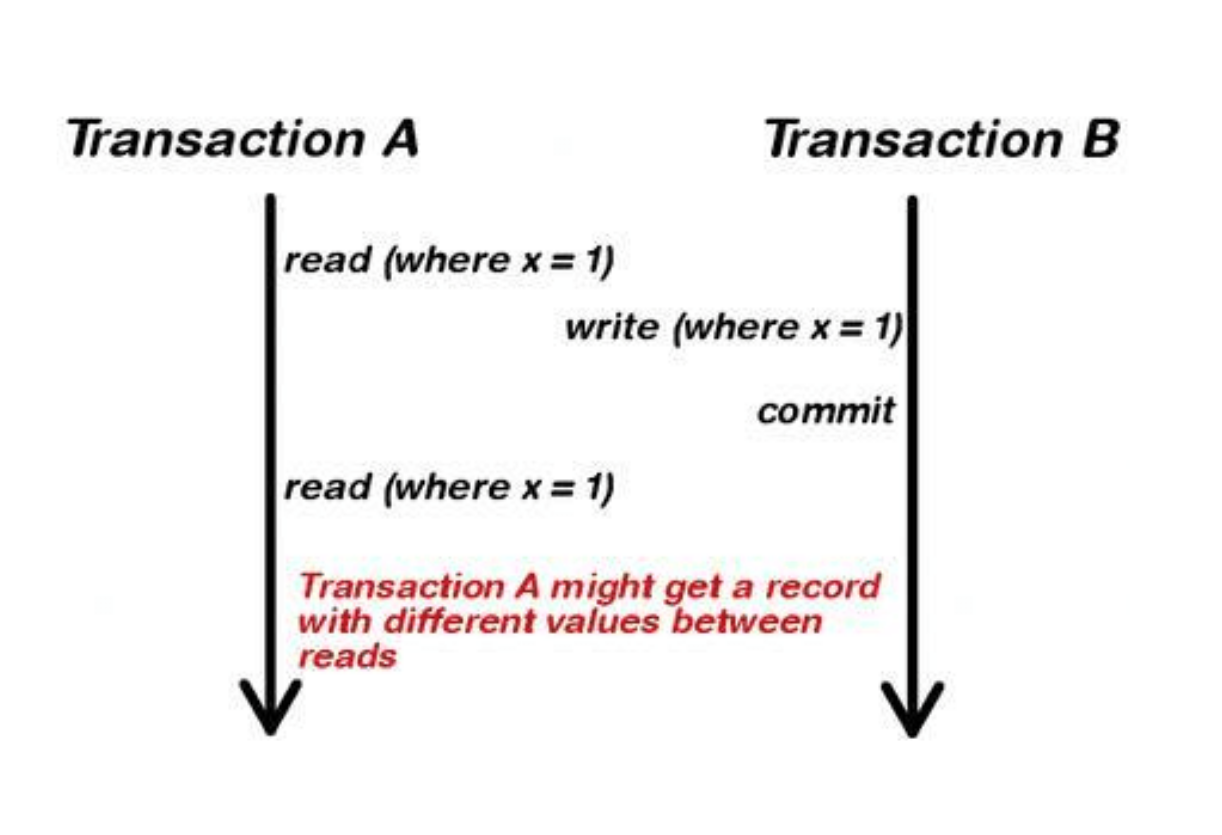 Transaction A
Transaction B
read (where x = 1)
write (where x = 1)
commit
read (where x = 1)
Transaction A might get a record
with different values between
reads